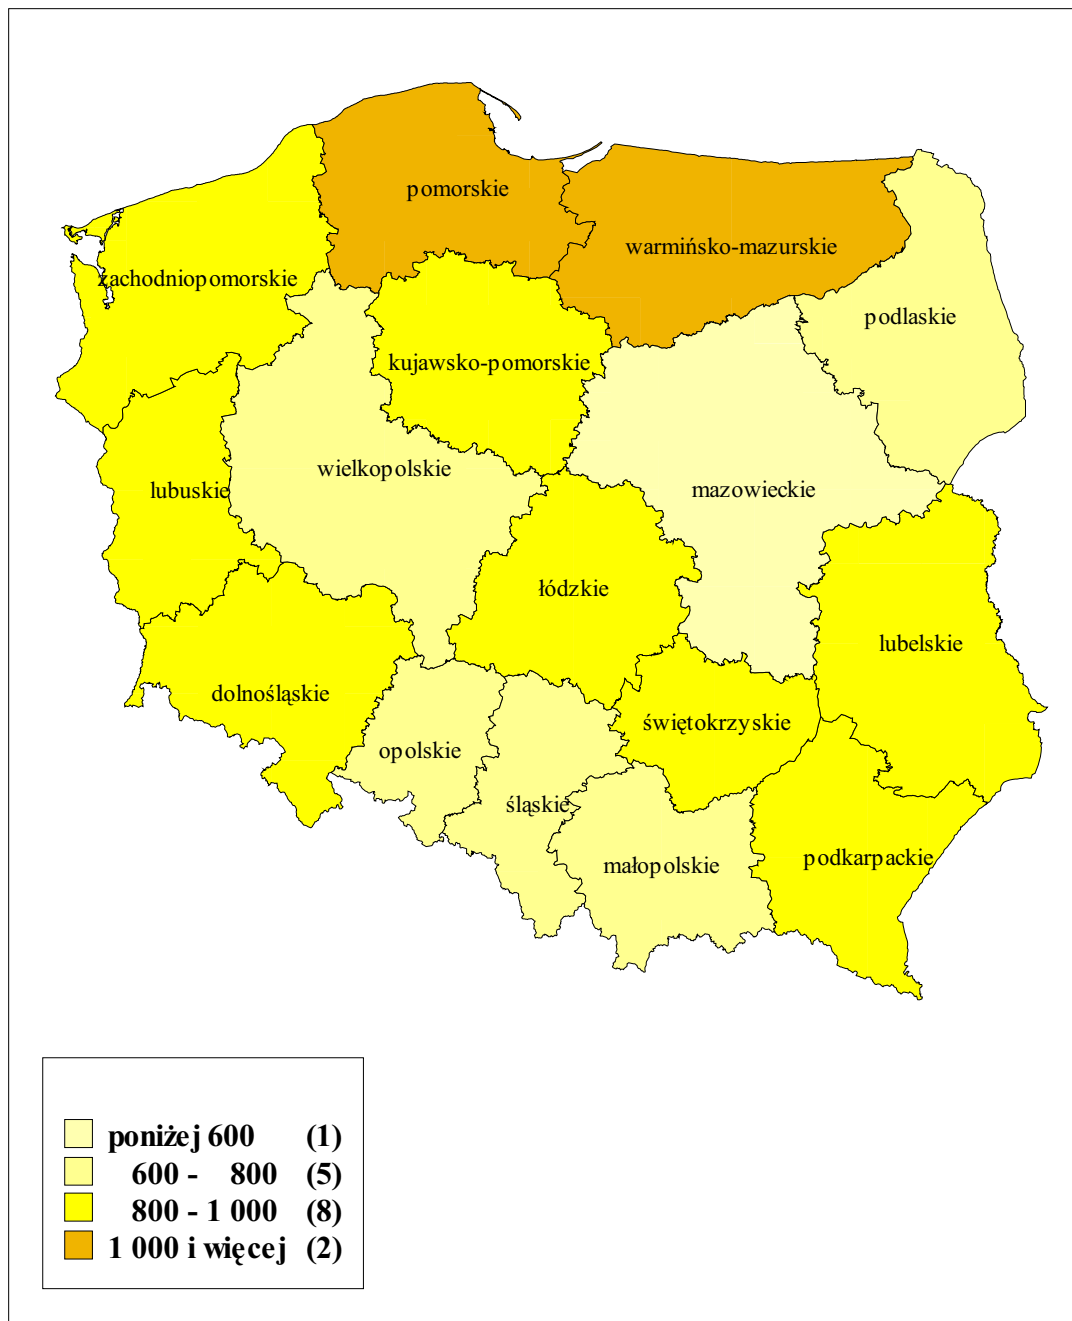 pomorskie
warmińsko-mazurskie
zachodniopomorskie
podlaskie
kujawsko-pomorskie
wielkopolskie
lubuskie
mazowieckie
łódzkie
lubelskie
dolnośląskie
świętokrzyskie
opolskie
śląskie
podkarpackie
małopolskie
poniżej 600 (1)
600 - 800 (5)
800 - 1 000 (8)
1 000 i więcej (2)